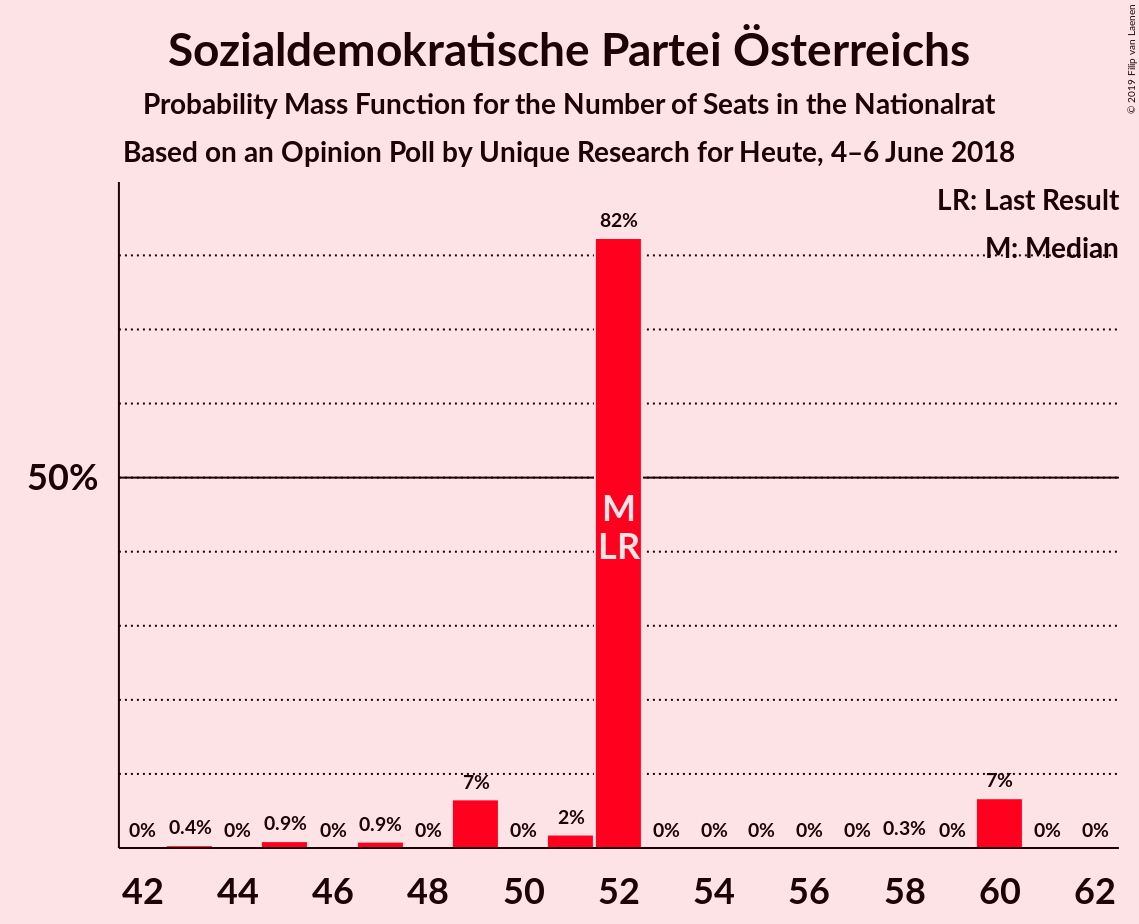 Sozialdemokratische Partei Österreichs
Probability Mass Function for the Number of Seats in the Nationalrat
Based on an Opinion Poll by Unique Research for Heute, 4–6 June 2018
© 2019 Filip van Laenen
LR: Last Result
M: Median
82%
50%
M
LR
0% 0.4% 0% 0.9% 0% 0.9% 0% 7% 0% 2% 0% 0% 0% 0% 0% 0.3% 0% 7% 0% 0%
42 44 46 48 50 52 54 56 58 60 62